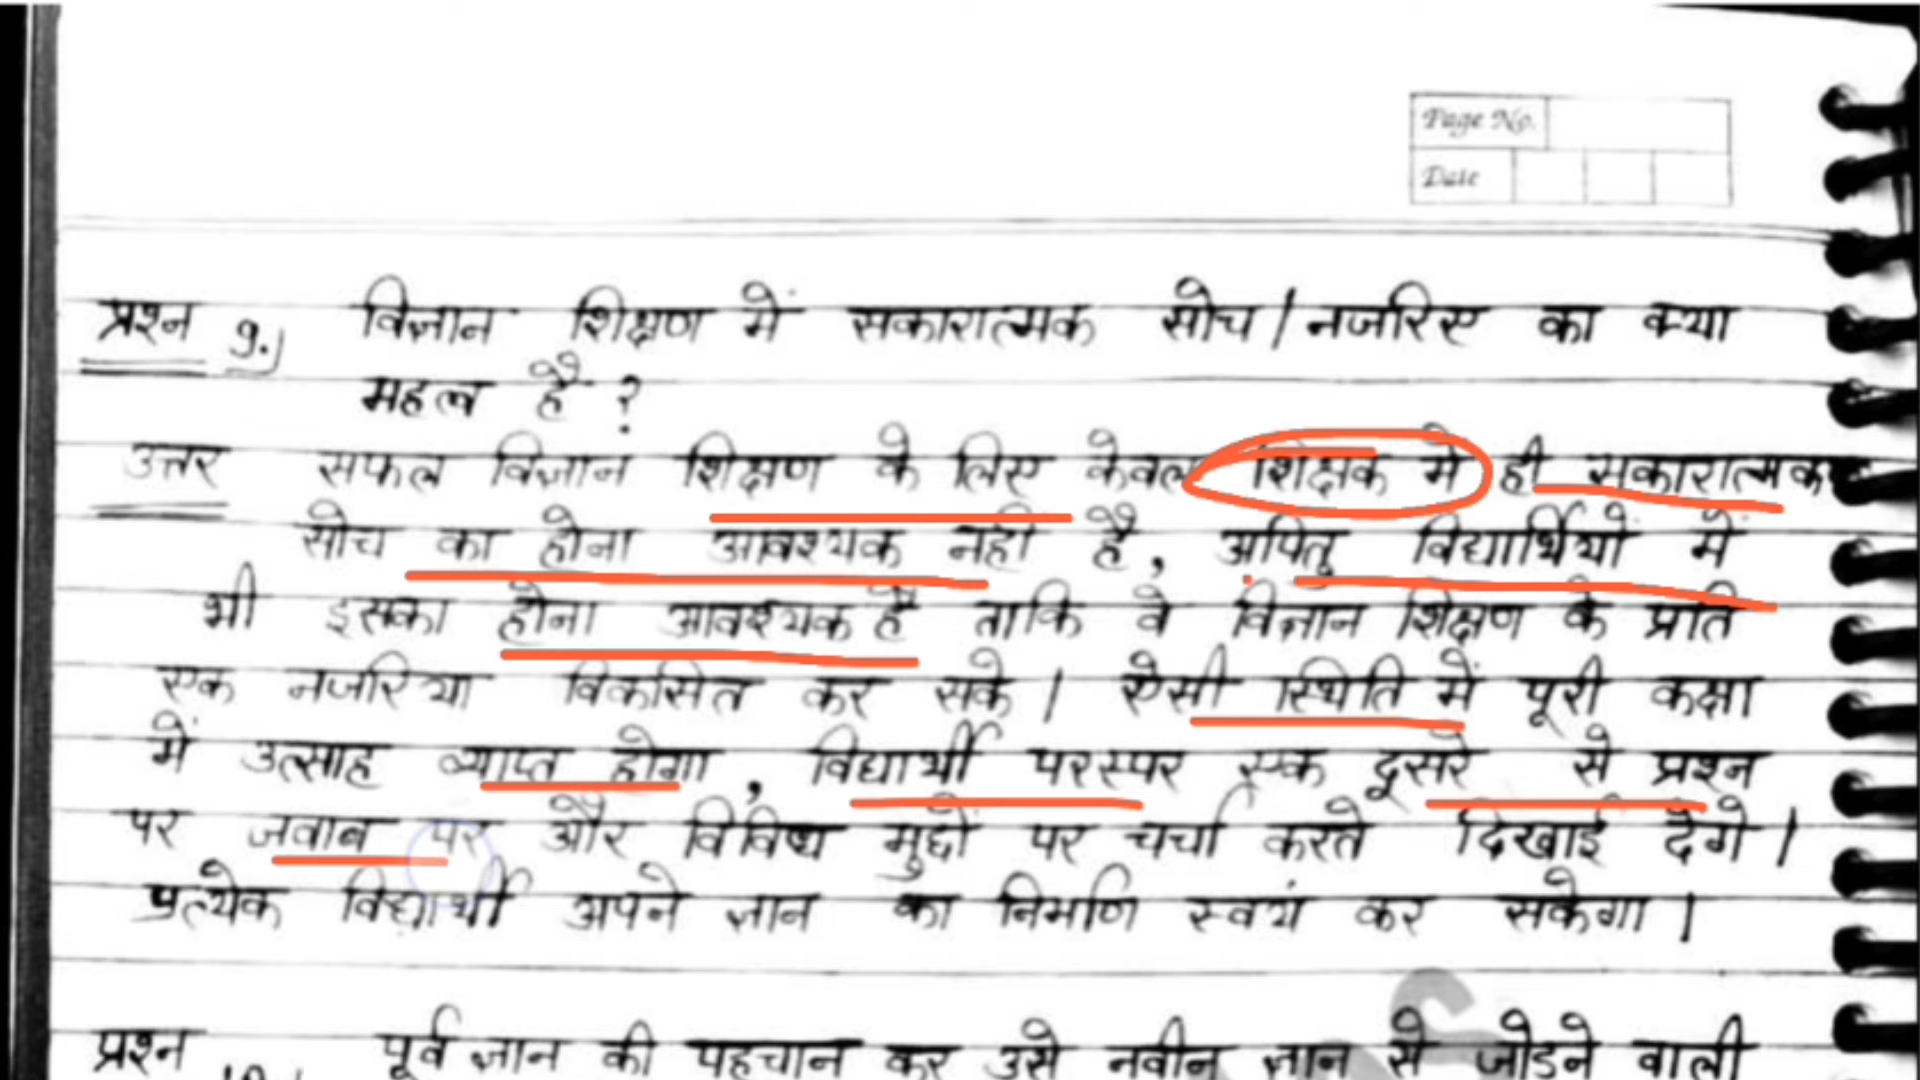 Page No.
Date
प्रश्न 9.) विज्ञान शिक्षण में सकारात्मक सोच / नजरिए का क्या
महत्व है ?
उत्तर सफल विज्ञान शिक्षण के लिए केवल शिक्षक में ही सकारात्मक
सोच का होना आवश्यक नही है, अपितु विद्यार्थियों में
भी इसका होना आवश्यक है ताकि वे विज्ञान शिक्षण के प्रति
एक नजरिया विकसित कर सके। ऐसी स्थिति में पूरी कक्षा
में उत्साह व्याप्त होगा, विद्यार्थी परस्पर एक दूसरे से प्रश्न
पर जवाब पर और विविध मुद्दो पर चर्चा करते दिखाई देंगे।
प्रत्येक विद्यार्थी अपने ज्ञान का निर्माण स्वयं कर सकेगा।
प्रश्न पूर्व ज्ञान की पहचान कर उसे नवीन ज्ञान से जोडने वाली